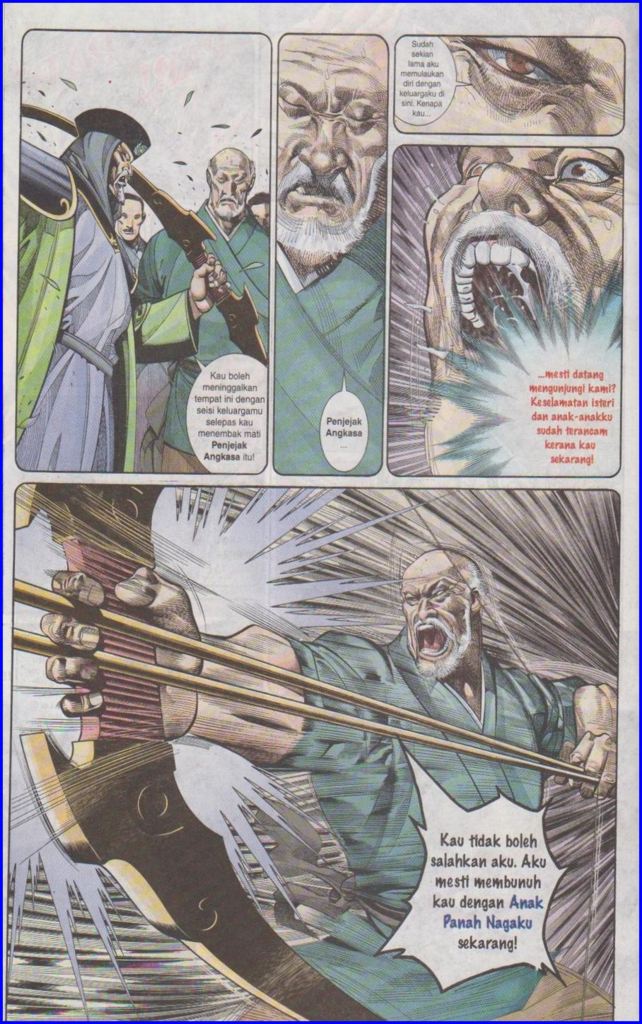 Kau boleh
meninggalkan
tempat ini dengan
seisi keluargamu
selepas kau
menembak mati
Penjejak
Angkasa itu!
Penjejak
Angkasa
...
Sudah
sekian
lama aku
memulaukan
diri dengan
keluargaku di
sini. Kenapa
kau...
...mesti datang
mengunjungi kami?
Keselamatan isteri
dan anak-anakku
sudah terancam
kerana kau
sekarang!
Kau tidak boleh
salahkan aku. Aku
mesti membunuh
kau dengan Anak
Panah Nagaku
sekarang!